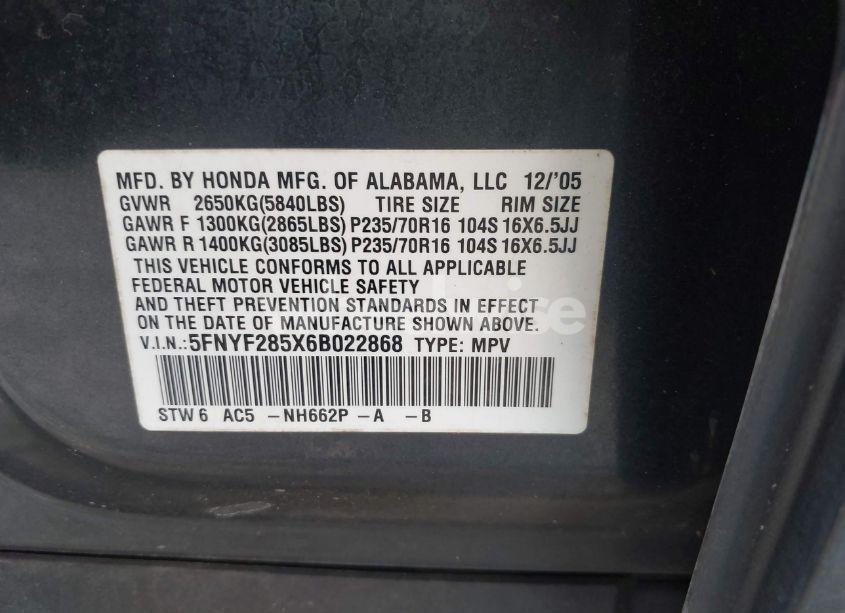 MFD. BY HONDA MFG. OF ALABAMA, LLC 12/'05
GVWR 2650KG(5840LBS) TIRE SIZE RIM SIZE
GAWR F 1300KG(2865LBS) P235/70R16 104S 16X6.5JJ
GAWR R 1400KG(3085LBS) P235/70R16 104S 16X6.5JJ
THIS VEHICLE CONFORMS TO ALL APPLICABLE
FEDERAL MOTOR VEHICLE SAFETY
AND THEFT PREVENTION STANDARDS IN EFFECT
ON THE DATE OF MANUFACTURE SHOWN ABOVE.
V.I.N.:5FNYF285X6B022868 TYPE: MPV
STW6 AC5 -NH662P -A -B